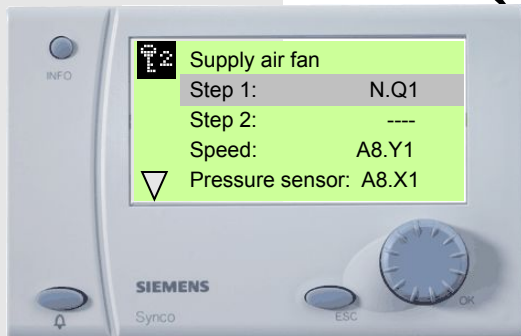 INFO
2
Supply air fan
Step 1: N.Q1
Step 2: ----
Speed: A8.Y1
Pressure sensor: A8.X1
SIEMENS
Synco
ESC
OK